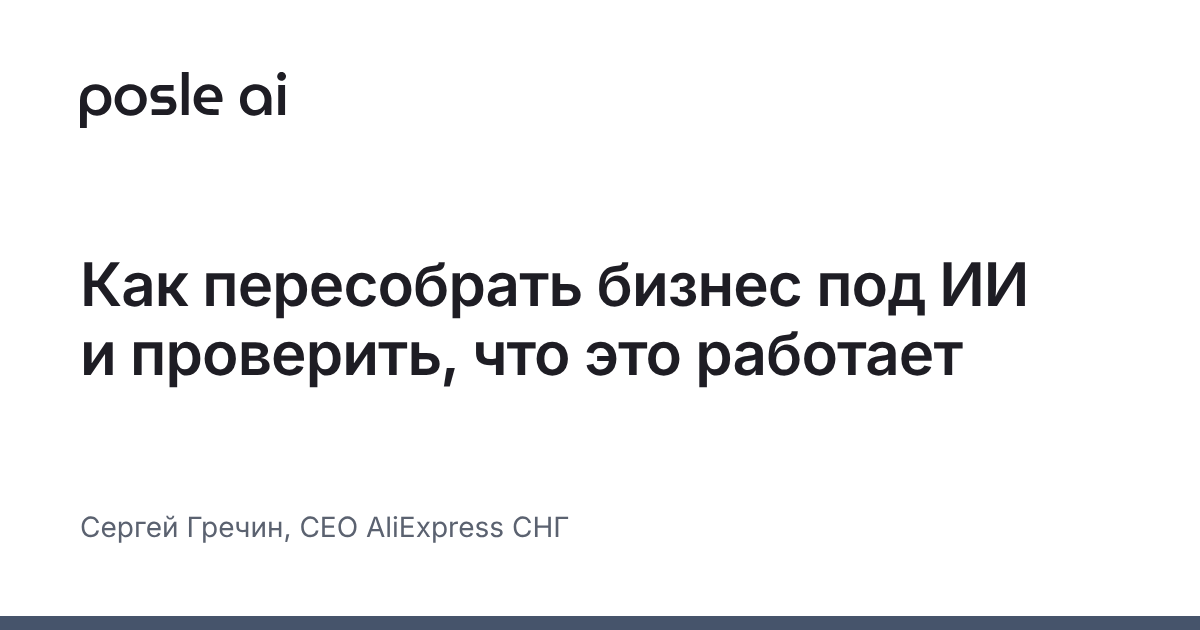 posle ai
Как пересобрать бизнес под ИИ
и проверить, что это работает
Сергей Гречин, CEO AliExpress СНГ